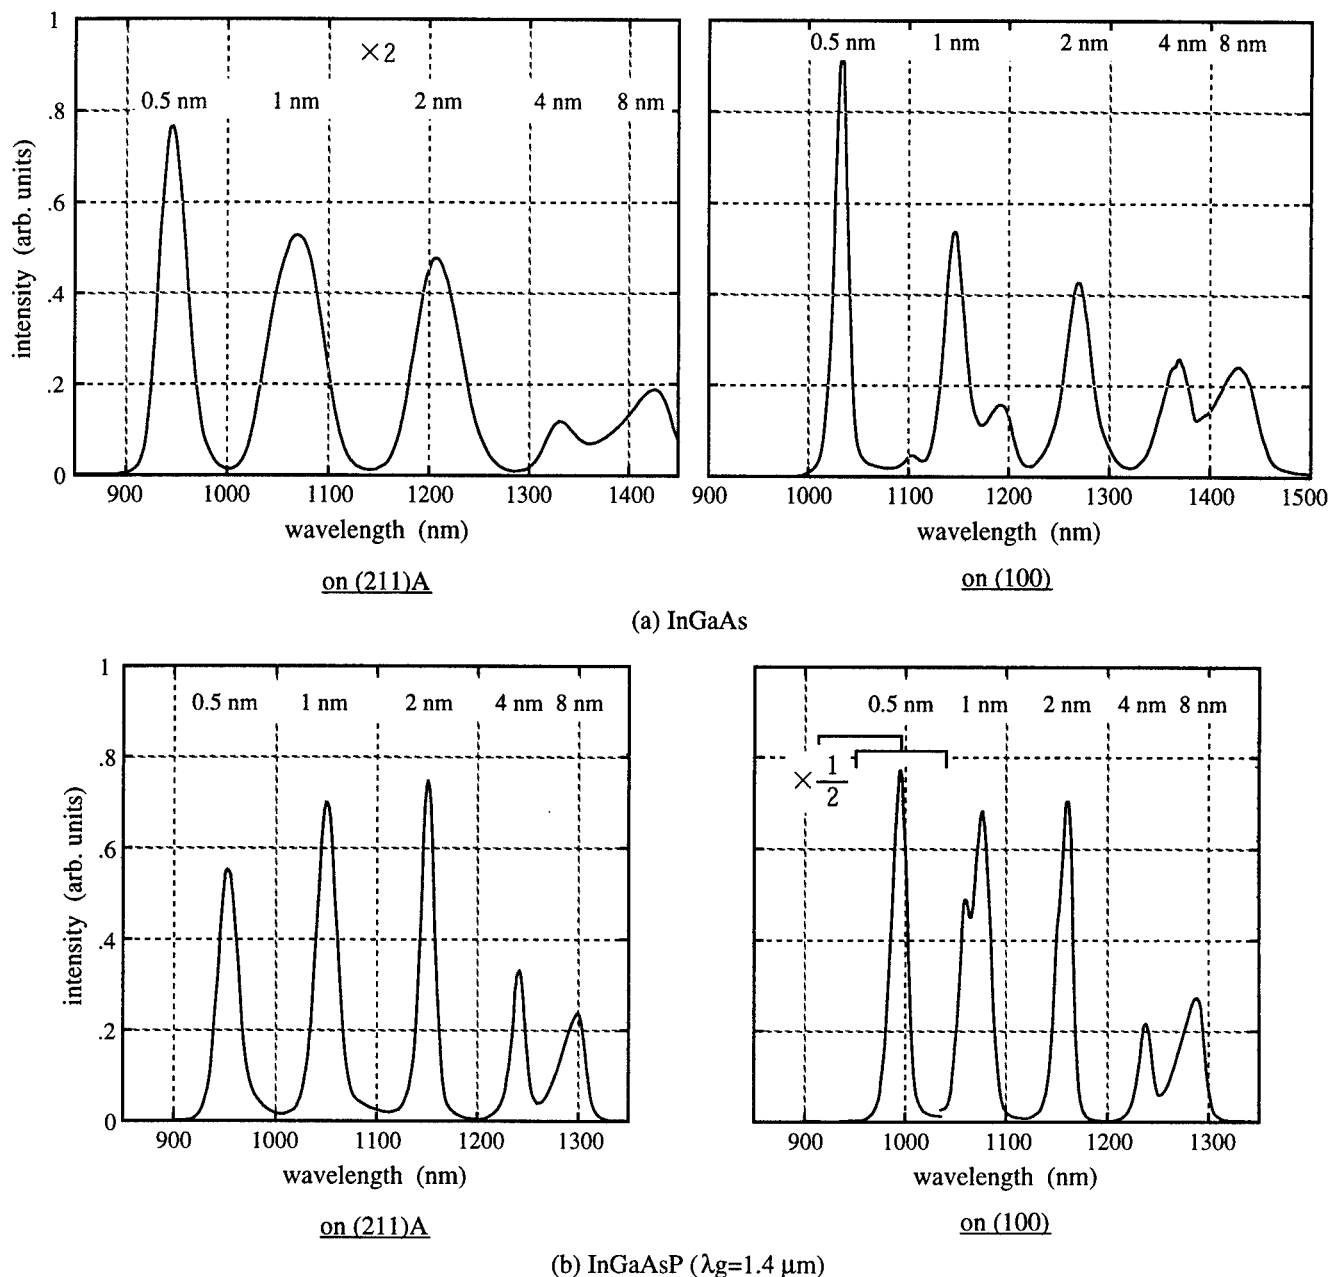 1
.8
.6
.4
.2
0
intensity (arb. units)
×2
0.5 nm 1 nm 2 nm 4 nm 8 nm
900 1000 1100 1200 1300 1400
wavelength (nm)
on (211)A
0.5 nm 1 nm 2 nm 4 nm 8 nm
900 1000 1100 1200 1300 1400 1500
wavelength (nm)
on (100)
(a) InGaAs
1
.8
.6
.4
.2
0
intensity (arb. units)
0.5 nm 1 nm 2 nm 4 nm 8 nm
900 1000 1100 1200 1300
wavelength (nm)
on (211)A
0.5 nm 1 nm 2 nm 4 nm 8 nm
×1/2
900 1000 1100 1200 1300
wavelength (nm)
on (100)
(b) InGaAsP (λg=1.4 μm)